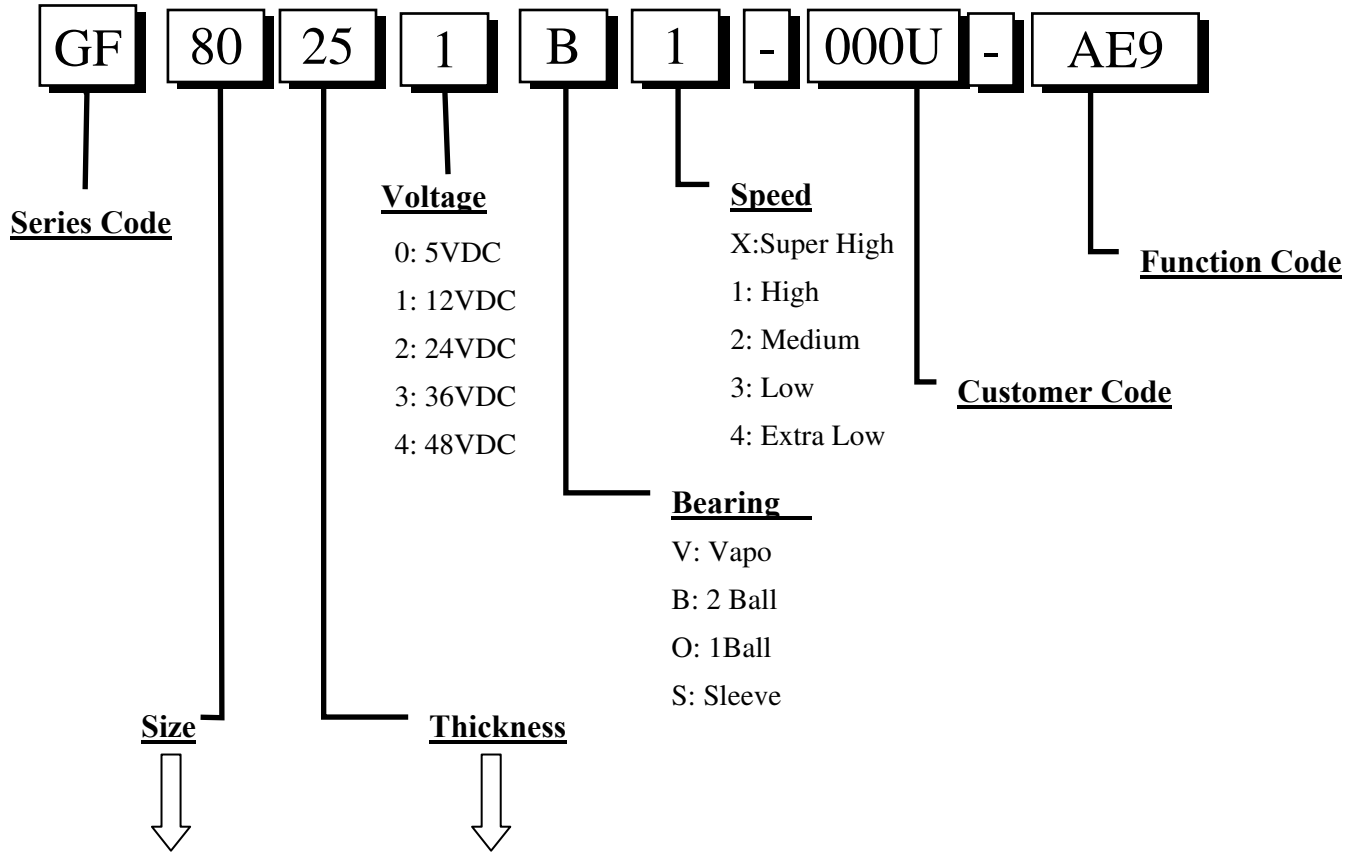 GF 80 25 1 B 1 - 000U - AE9
Series Code
Voltage
0: 5VDC
1: 12VDC
2: 24VDC
3: 36VDC
4: 48VDC
Speed
X:Super High
1: High
2: Medium
3: Low
4: Extra Low
Function Code
Customer Code
Bearing
V: Vapo
B: 2 Ball
O: 1Ball
S: Sleeve
Size
Thickness